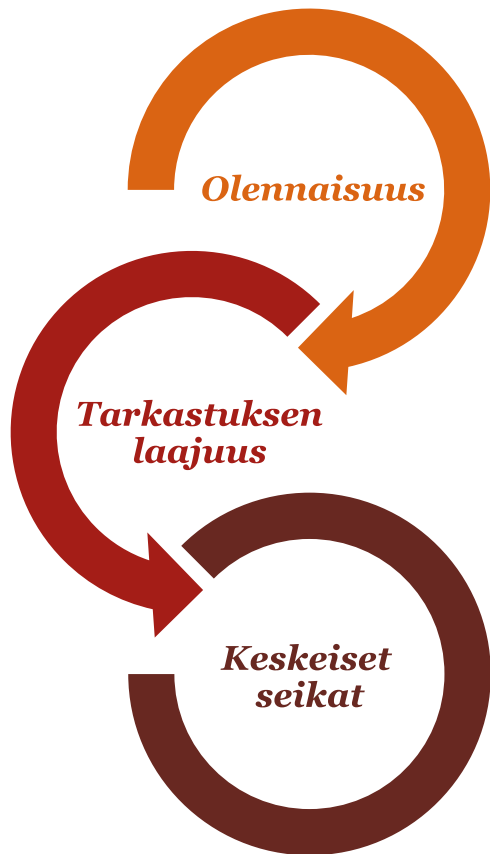 Olennaisuus
Tarkastuksen
laajuus
Keskeiset
seikat